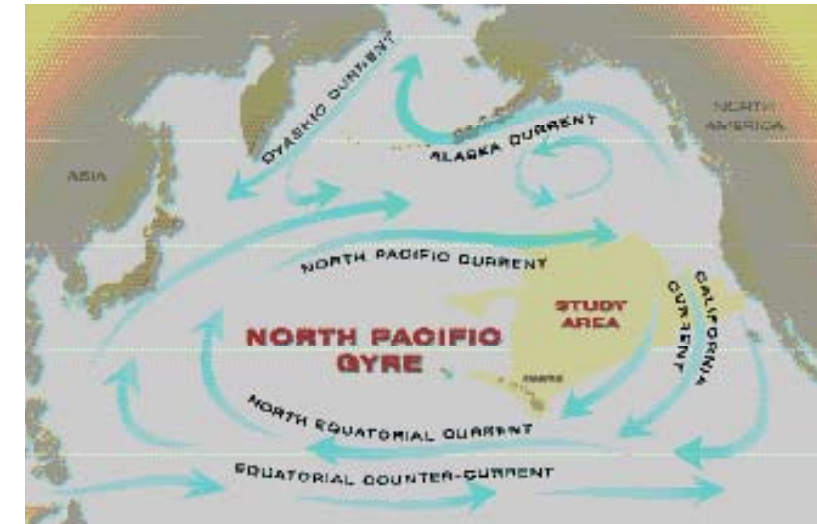 OYASHIO CURRENT
NORTH
AMERICA
ALASKA CURRENT
ASIA
NORTH PACIFIC CURRENT
CALIFORNIA
CURRENT
STUDY
AREA
NORTH PACIFIC
GYRE
HAWAII
NORTH EQUATORIAL CURRENT
EQUATORIAL COUNTER-CURRENT